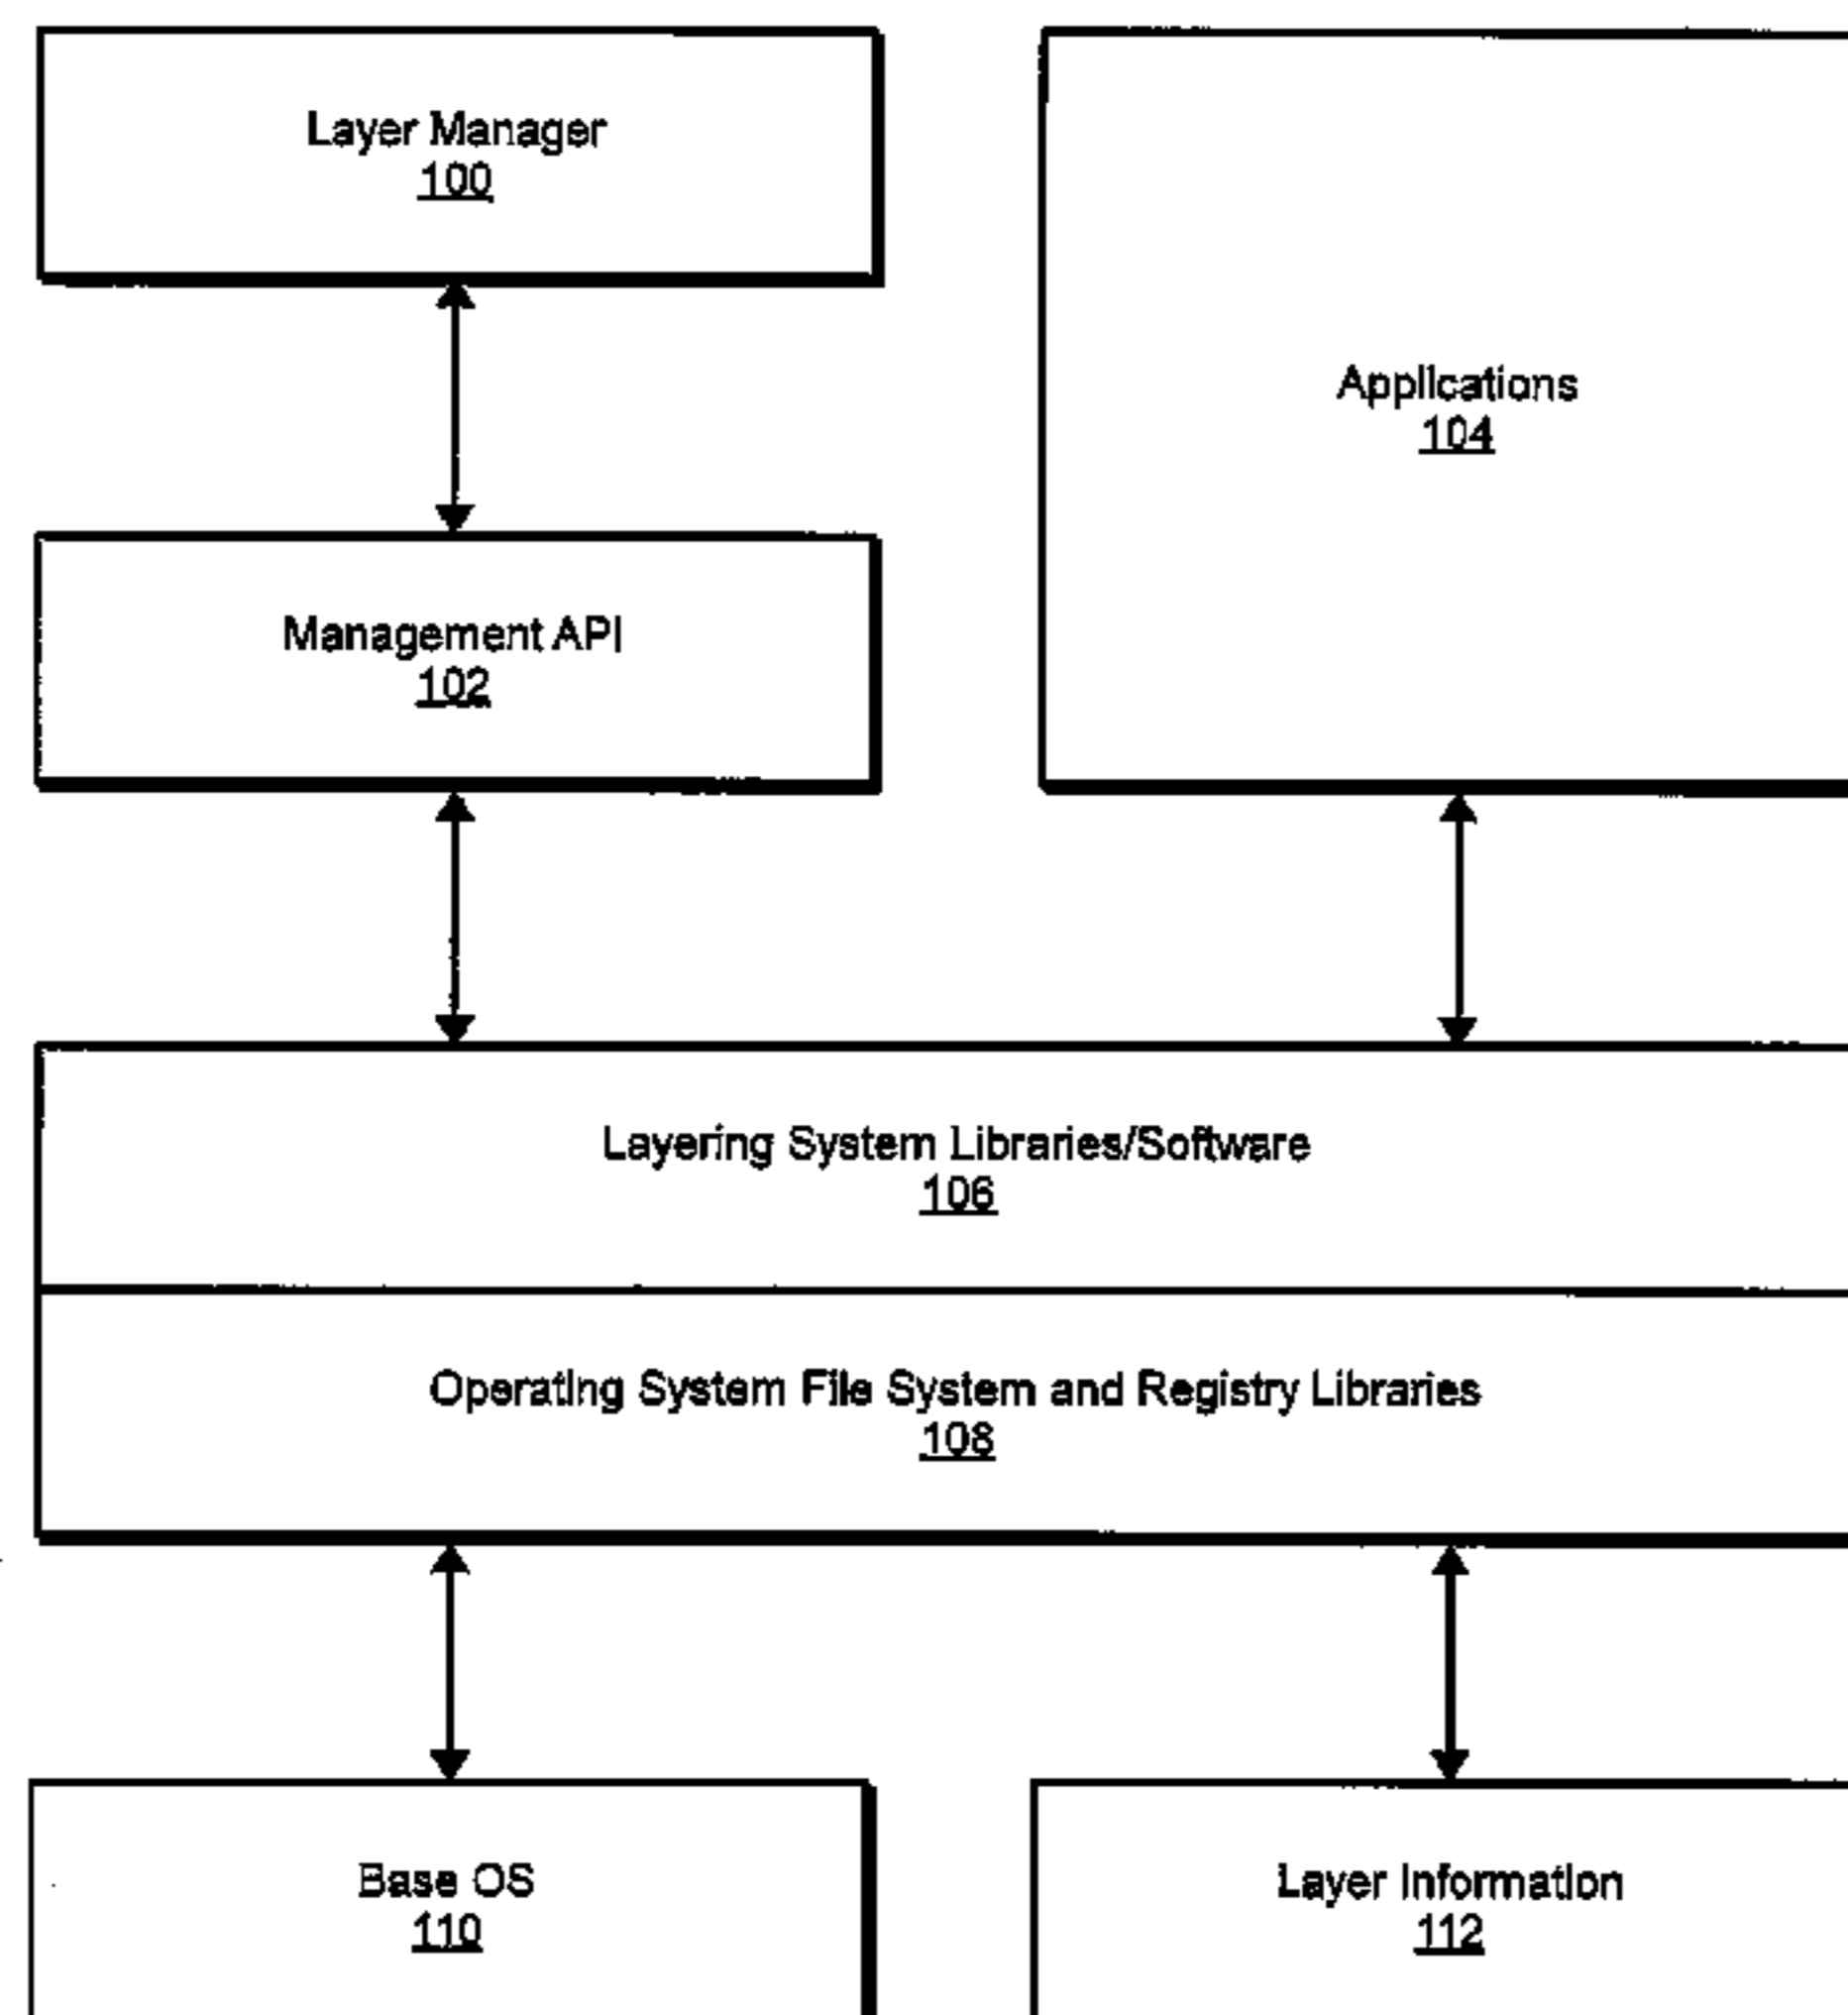 Layer Manager
100
Applications
104
Management API
102
Layering System Libraries/Software
106
Operating System File System and Registry Libraries
108
Base OS
110
Layer Information
112